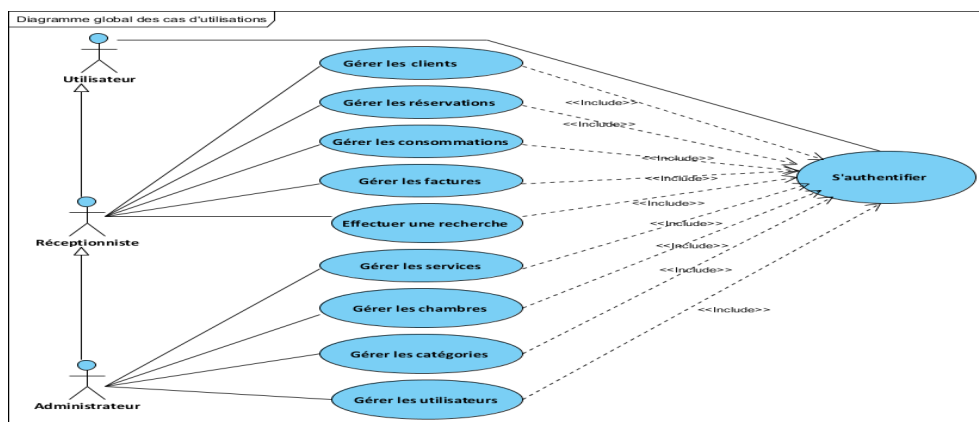 Diagramme global des cas d'utilisations
Utilisateur
Gérer les clients
<<Include>>
Gérer les réservations
<<Include>>
Gérer les consommations
<<Include>>
Gérer les factures
<<Include>>
S'authentifier
Réceptionniste
Effectuer une recherche
<<Include>>
Gérer les services
<<Include>>
Gérer les chambres
<<Include>>
Gérer les catégories
<<Include>>
Administrateur
Gérer les utilisateurs
<<Include>>